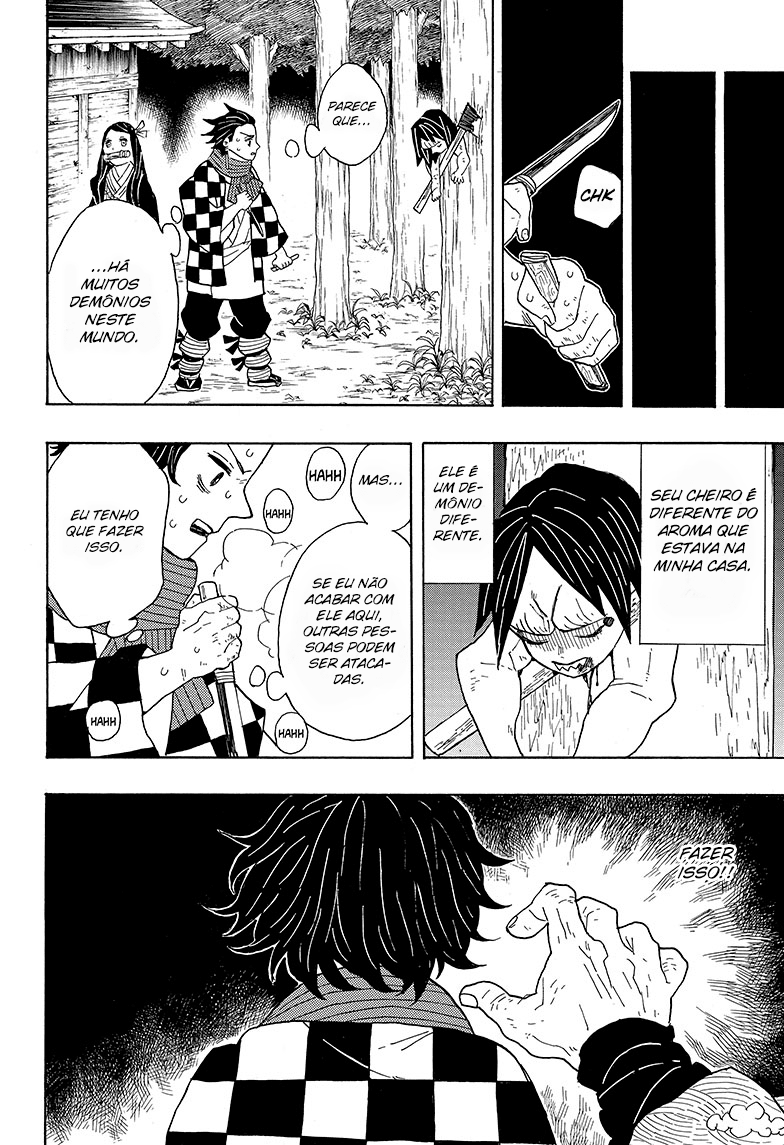 CHK
PARECE
QUE...
...HÁ
MUITOS
DEMÔNIOS
NESTE
MUNDO.
SEU CHEIRO É
DIFERENTE DO
AROMA QUE
ESTAVA NA
MINHA CASA.
ELE É
UM DE-
MÔNIO
DIFE-
RENTE.
MAS...
SE EU NÃO
ACABAR COM
ELE AQUI,
OUTRAS PES-
SOAS PODEM
SER ATACA-
DAS.
HAHH
HAHH
HAHH
HAHH
EU TENHO
QUE FAZER
ISSO.
FAZER
ISSO!!